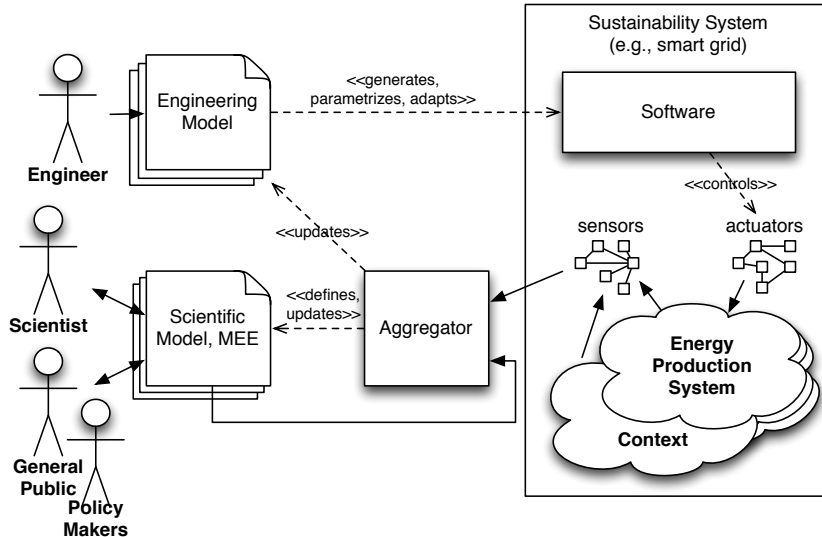 Sustainability System
(e.g., smart grid)
<<generates,
parametrizes, adapts>>
Engineering
Model
Software
Engineer
<<controls>>
<<updates>>
sensors
actuators
<<defines,
updates>>
Scientific
Model, MEE
Aggregator
Scientist
Energy
Production
System
Context
General
Public
Policy
Makers